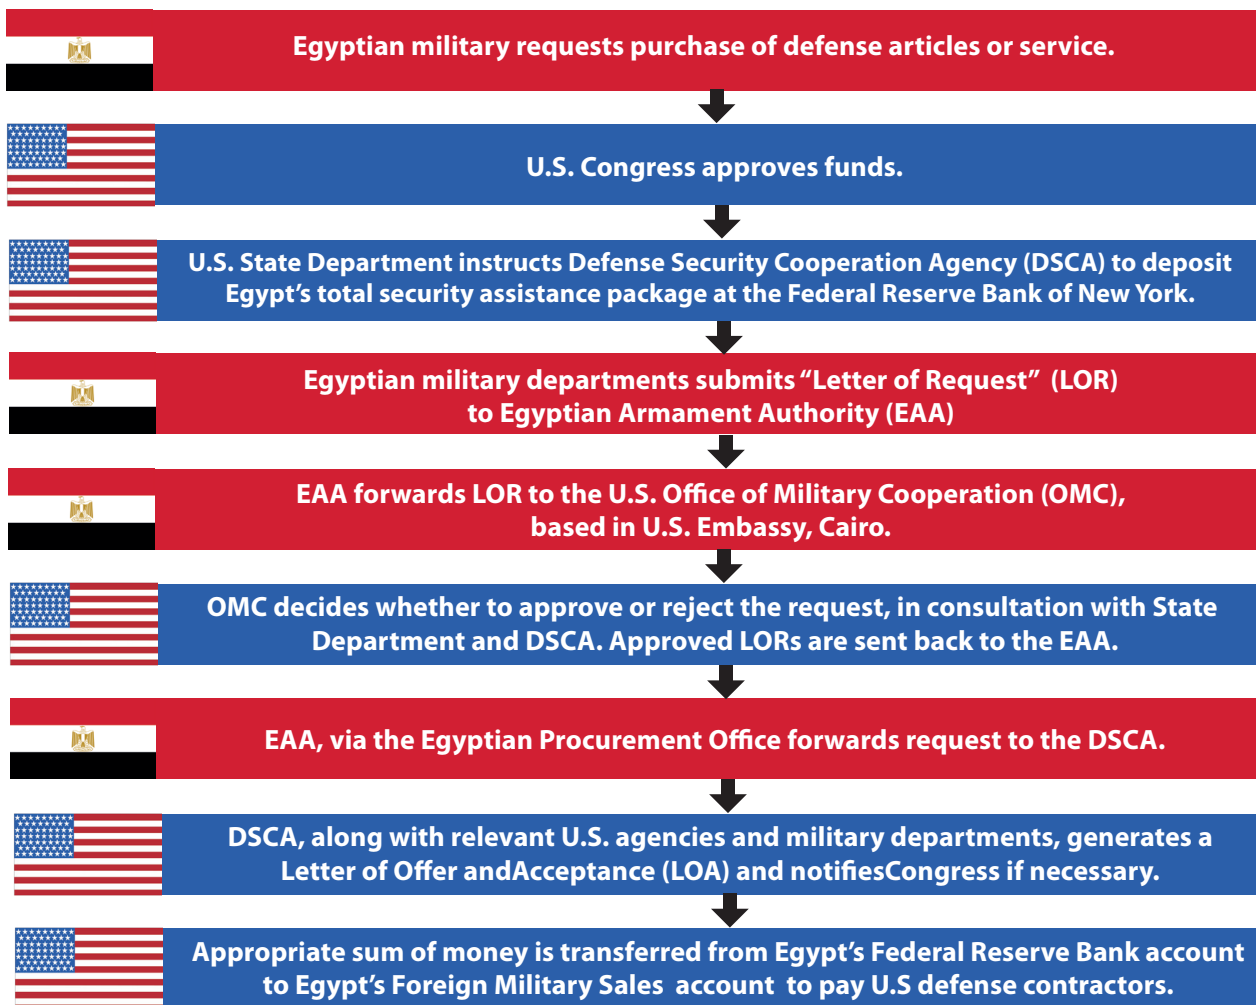 Egyptian military requests purchase of defense articles or service.
U.S. Congress approves funds.
U.S. State Department instructs Defense Security Cooperation Agency (DSCA) to deposit
Egypt’s total security assistance package at the Federal Reserve Bank of New York.
Egyptian military departments submits “Letter of Request” (LOR)
to Egyptian Armament Authority (EAA)
EAA forwards LOR to the U.S. Office of Military Cooperation (OMC),
based in U.S. Embassy, Cairo.
OMC decides whether to approve or reject the request, in consultation with State
Department and DSCA. Approved LORs are sent back to the EAA.
EAA, via the Egyptian Procurement Office forwards request to the DSCA.
DSCA, along with relevant U.S. agencies and military departments, generates a
Letter of Offer andAcceptance (LOA) and notifiesCongress if necessary.
Appropriate sum of money is transferred from Egypt’s Federal Reserve Bank account
to Egypt’s Foreign Military Sales account to pay U.S defense contractors.